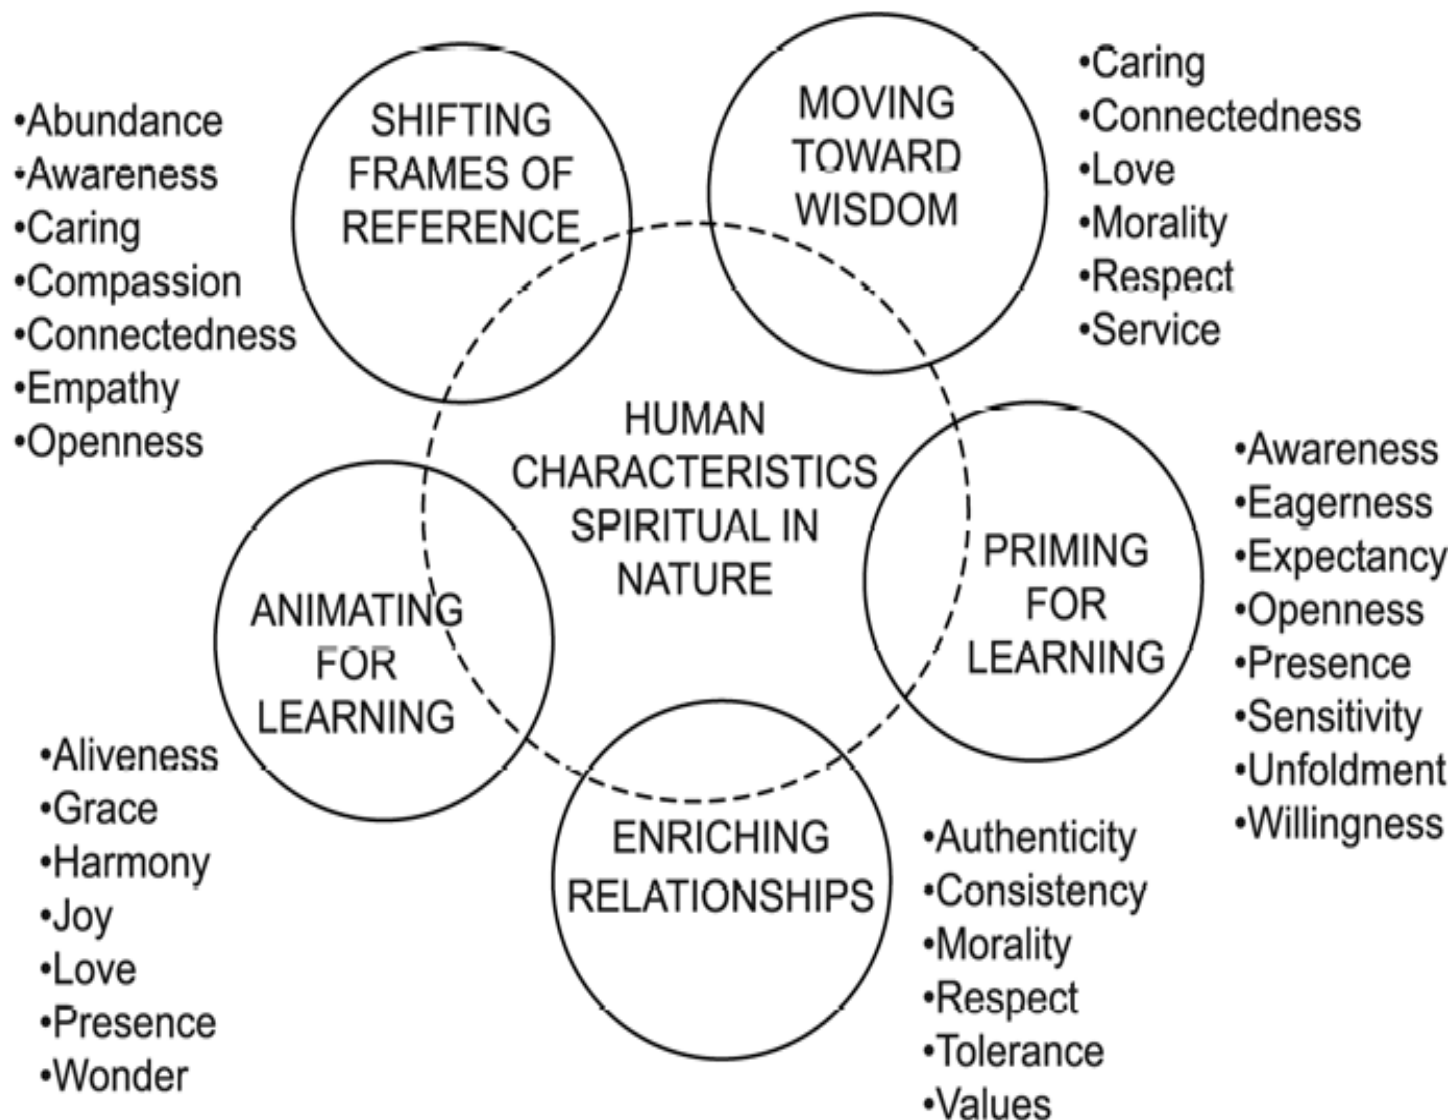 SHIFTING
FRAMES OF
REFERENCE
•Abundance
•Awareness
•Caring
•Compassion
•Connectedness
•Empathy
•Openness
MOVING
TOWARD
WISDOM
•Caring
•Connectedness
•Love
•Morality
•Respect
•Service
HUMAN
CHARACTERISTICS
SPIRITUAL IN
NATURE
PRIMING
FOR
LEARNING
•Awareness
•Eagerness
•Expectancy
•Openness
•Presence
•Sensitivity
•Unfoldment
•Willingness
ANIMATING
FOR
LEARNING
•Aliveness
•Grace
•Harmony
•Joy
•Love
•Presence
•Wonder
ENRICHING
RELATIONSHIPS
•Authenticity
•Consistency
•Morality
•Respect
•Tolerance
•Values